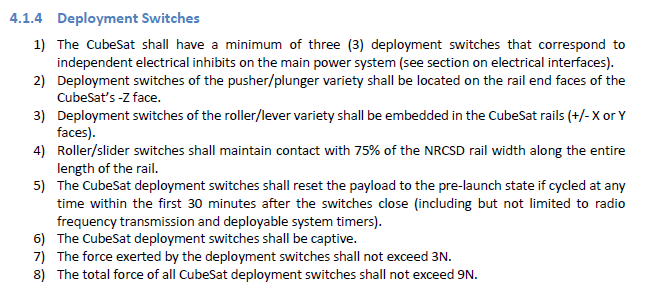 4.1.4 Deployment Switches
1) The CubeSat shall have a minimum of three (3) deployment switches that correspond to
independent electrical inhibits on the main power system (see section on electrical interfaces).
2) Deployment switches of the pusher/plunger variety shall be located on the rail end faces of the
CubeSat's -Z face.
3) Deployment switches of the roller/lever variety shall be embedded in the CubeSat rails (+/- X or Y
faces).
4) Roller/slider switches shall maintain contact with 75% of the NRCSD rail width along the entire
length of the rail.
5) The CubeSat deployment switches shall reset the payload to the pre-launch state if cycled at any
time within the first 30 minutes after the switches close (including but not limited to radio
frequency transmission and deployable system timers).
6) The CubeSat deployment switches shall be captive.
7) The force exerted by the deployment switches shall not exceed 3N.
8) The total force of all CubeSat deployment switches shall not exceed 9N.